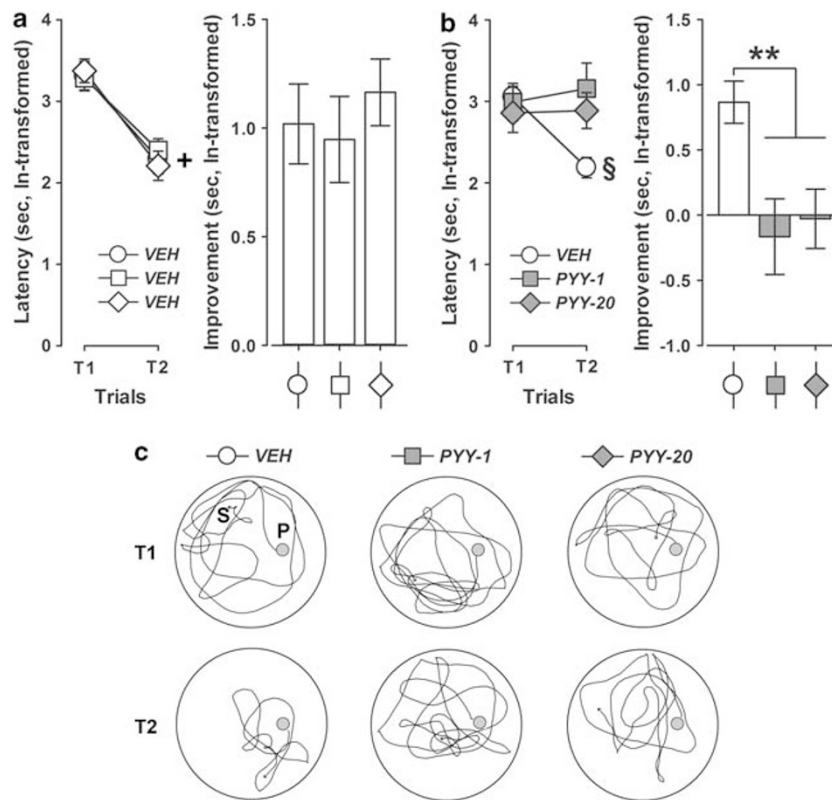 a
Latency (sec, ln-transformed)
4
3
2
1
0
+
VEH
VEH
VEH
T1
T2
Trials
Improvement (sec, ln-transformed)
1.5
1.0
0.5
0.0
b
Latency (sec, ln-transformed)
4
3
2
1
0
§
VEH
PYY-1
PYY-20
T1
T2
Trials
Improvement (sec, ln-transformed)
1.5
1.0
0.5
0.0
-0.5
-1.0
**
c
VEH
PYY-1
PYY-20
T1
S
P
T2